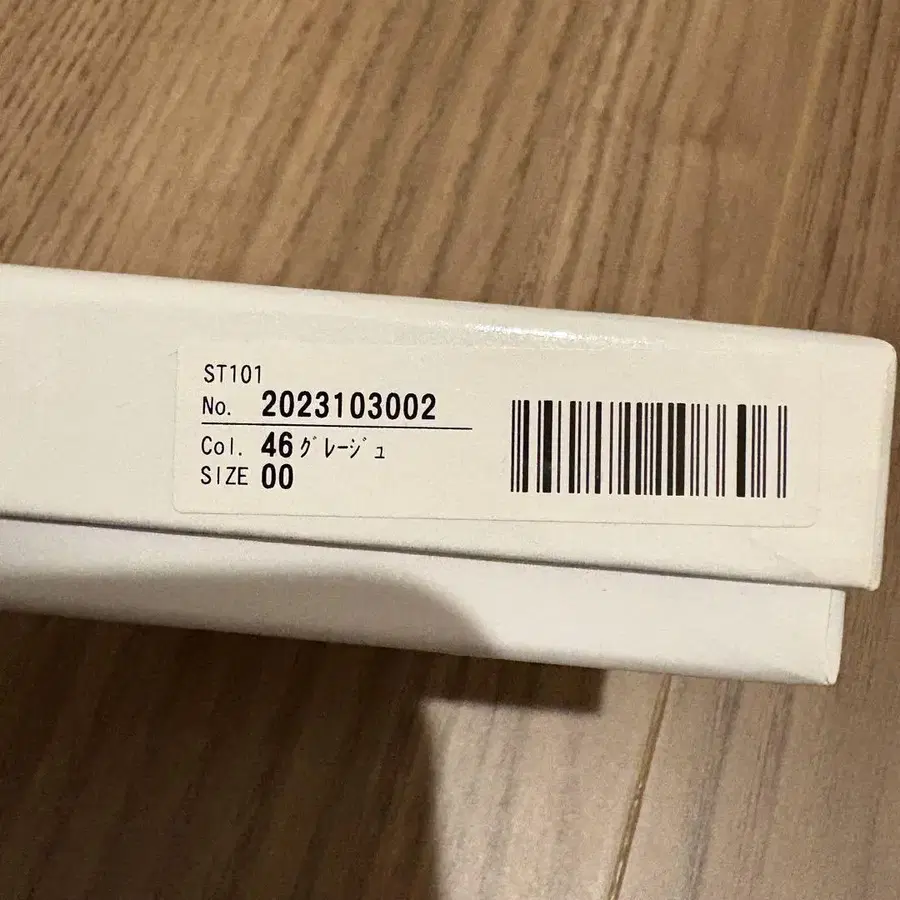 ST101
No. 2023103002
Col. 46 ｸﾞﾚｰｼﾞｭ
SIZE 00